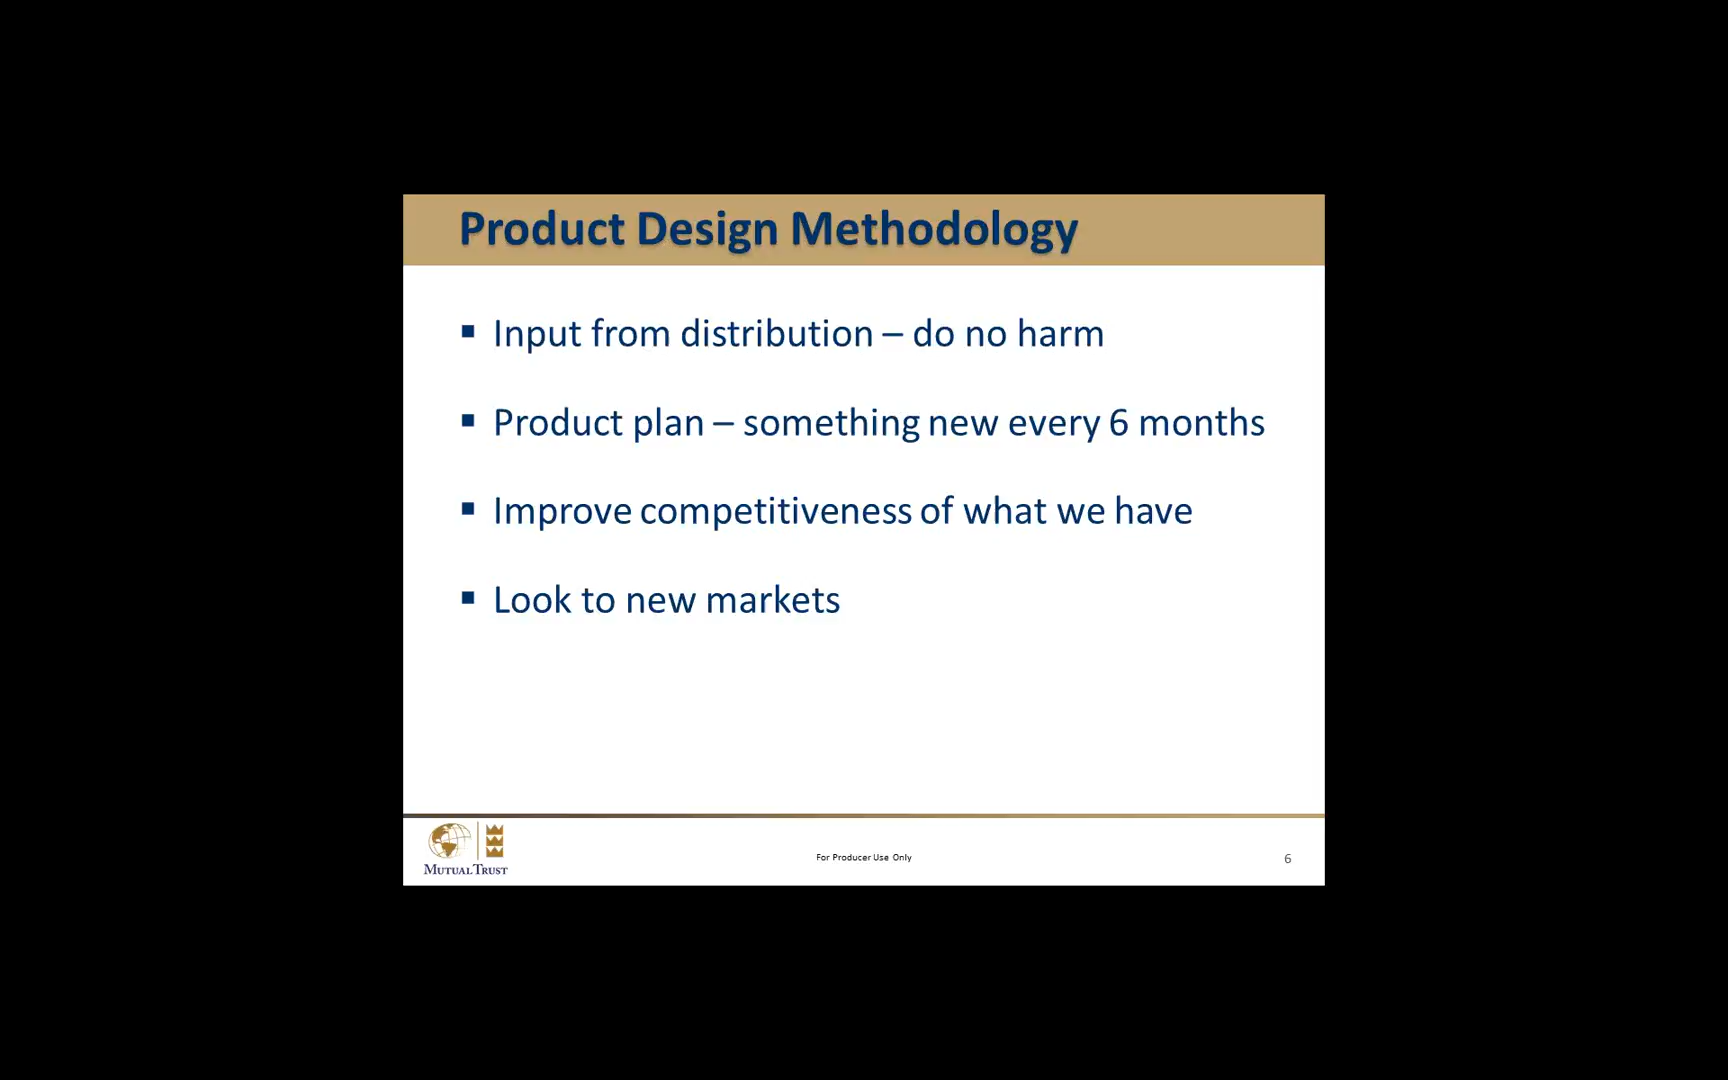 Product Design Methodology
▪ Input from distribution – do no harm
▪ Product plan – something new every 6 months
▪ Improve competitiveness of what we have
▪ Look to new markets
MUTUAL TRUST
For Producer Use Only
6